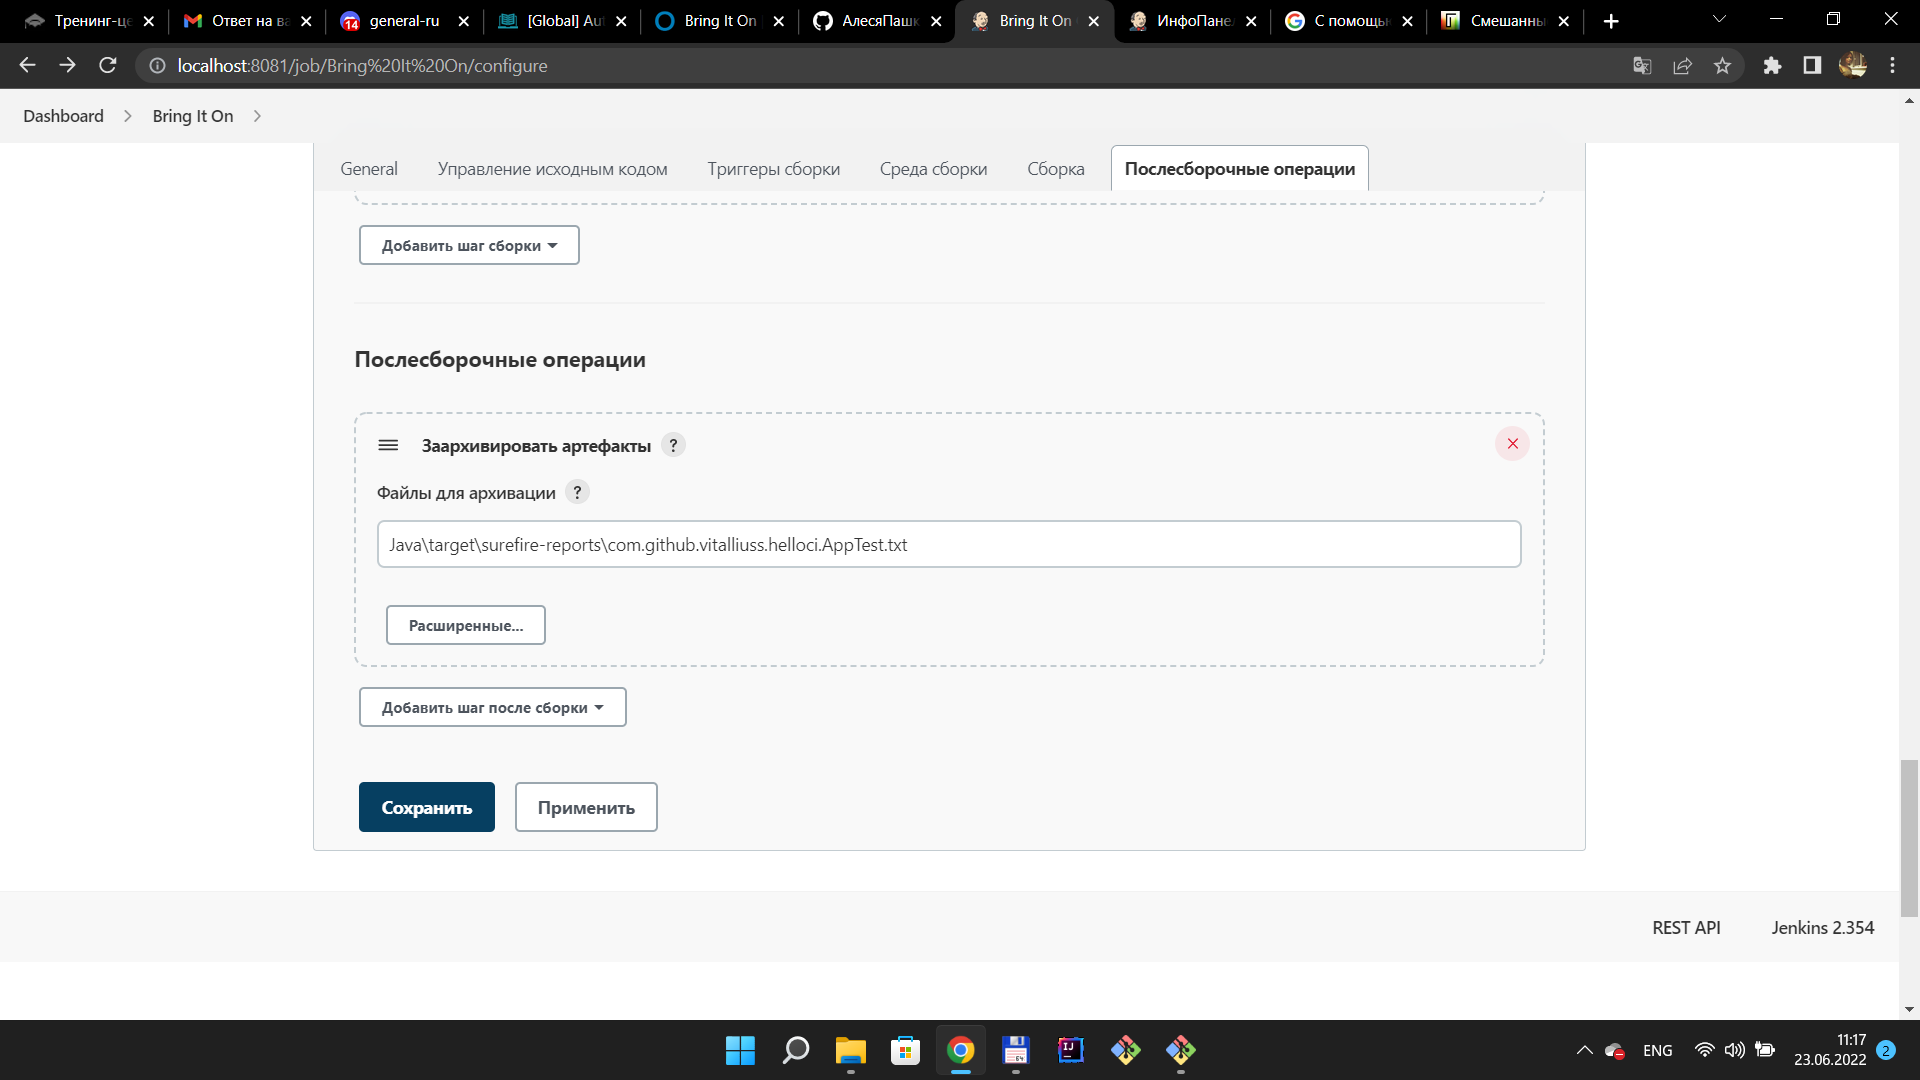 Тренинг-це
Ответ на ва
14
general-ru
[Global] Au
Bring It On
АлесяПашк
Bring It On
ИнфоПане
С помощь
Смешанны
localhost:8081/job/Bring%20It%20On/configure
Dashboard
Bring It On
General
Управление исходным кодом
Триггеры сборки
Среда сборки
Сборка
Послесборочные операции
Добавить шаг сборки
Послесборочные операции
Заархивировать артефакты ?
Файлы для архивации ?
Java\target\surefire-reports\com.github.vitalliuss.helloci.AppTest.txt
Расширенные...
Добавить шаг после сборки
Сохранить
Применить
REST API
Jenkins 2.354
64
IJ
ENG
11:17
23.06.2022
2